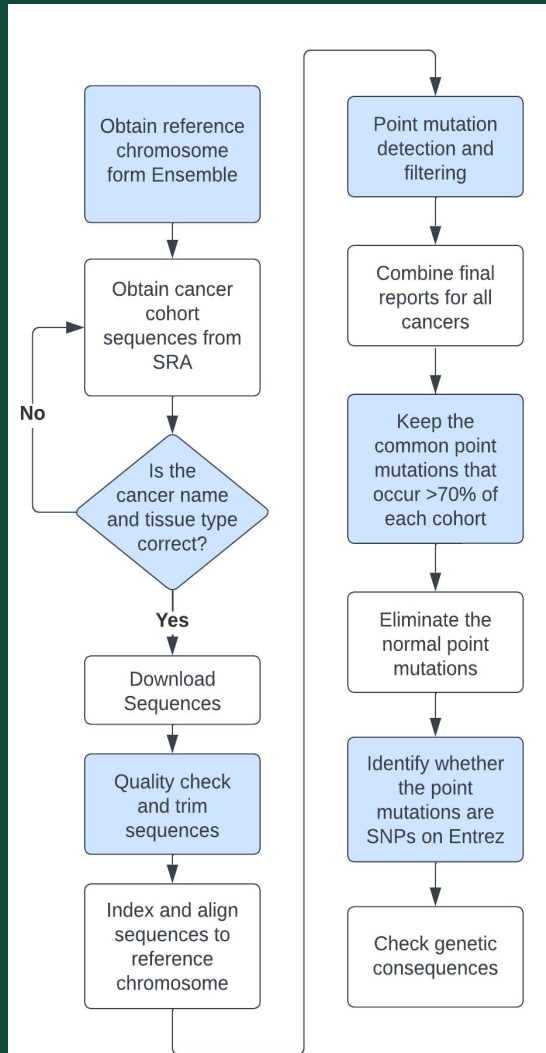 Obtain reference
chromosome
form Ensemble
Obtain cancer
cohort
sequences from
SRA
No
Is the
cancer name
and tissue type
correct?
Yes
Download
Sequences
Quality check
and trim
sequences
Index and align
sequences to
reference
chromosome
Point mutation
detection and
filtering
Combine final
reports for all
cancers
Keep the
common point
mutations that
occur >70% of
each cohort
Eliminate the
normal point
mutations
Identify whether
the point
mutations are
SNPs on Entrez
Check genetic
consequences